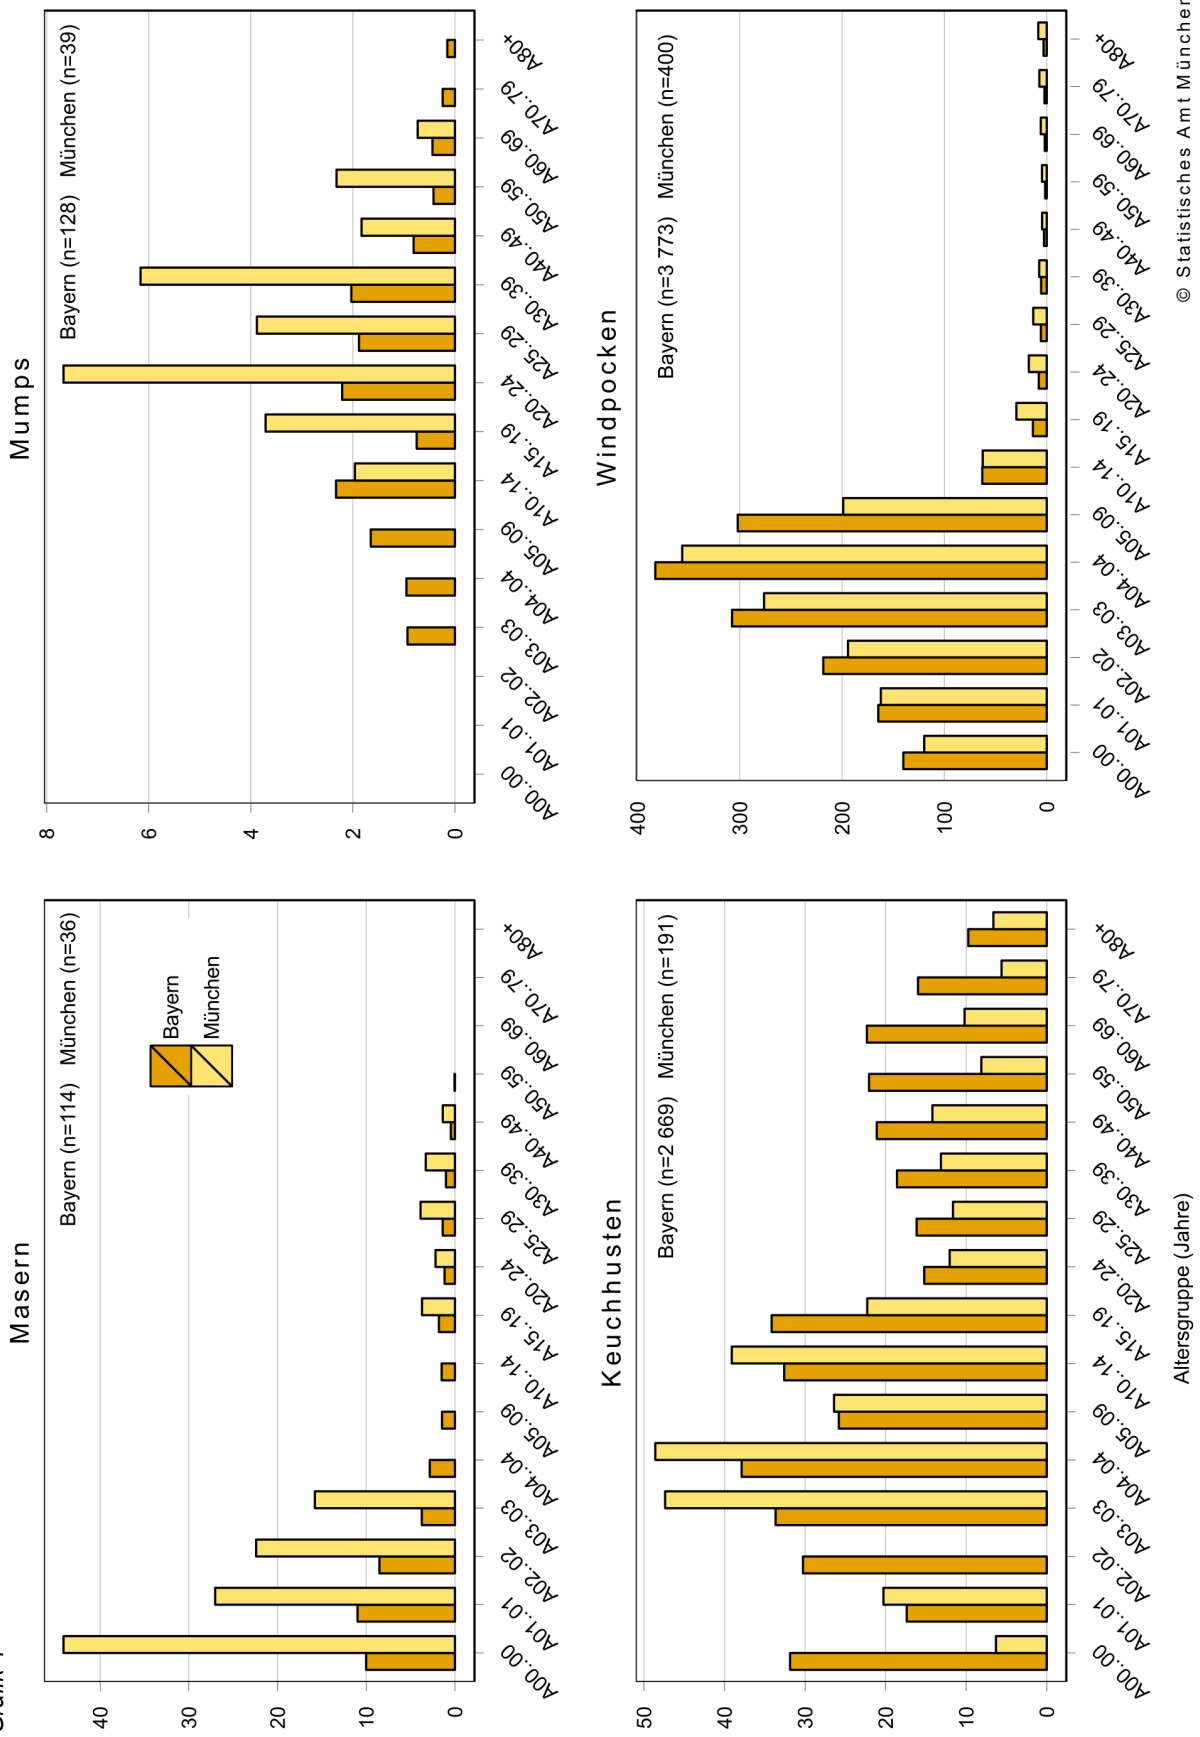 Masern
Bayern (n=114) München (n=36)
Bayern
München
40
30
20
10
0
A00..00
A01..01
A02..02
A03..03
A04..04
A05..09
A10..14
A15..19
A20..24
A25..29
A30..39
A40..49
A50..59
A60..69
A70..79
A80+
Mumps
Bayern (n=128) München (n=39)
8
6
4
2
0
A00..00
A01..01
A02..02
A03..03
A04..04
A05..09
A10..14
A15..19
A20..24
A25..29
A30..39
A40..49
A50..59
A60..69
A70..79
A80+
Keuchhusten
Bayern (n=2 669) München (n=191)
50
40
30
20
10
0
A00..00
A01..01
A02..02
A03..03
A04..04
A05..09
A10..14
A15..19
A20..24
A25..29
A30..39
A40..49
A50..59
A60..69
A70..79
A80+
Windpocken
Bayern (n=3 773) München (n=400)
400
300
200
100
0
A00..00
A01..01
A02..02
A03..03
A04..04
A05..09
A10..14
A15..19
A20..24
A25..29
A30..39
A40..49
A50..59
A60..69
A70..79
A80+
Altersgruppe (Jahre)
© Statistisches Amt München